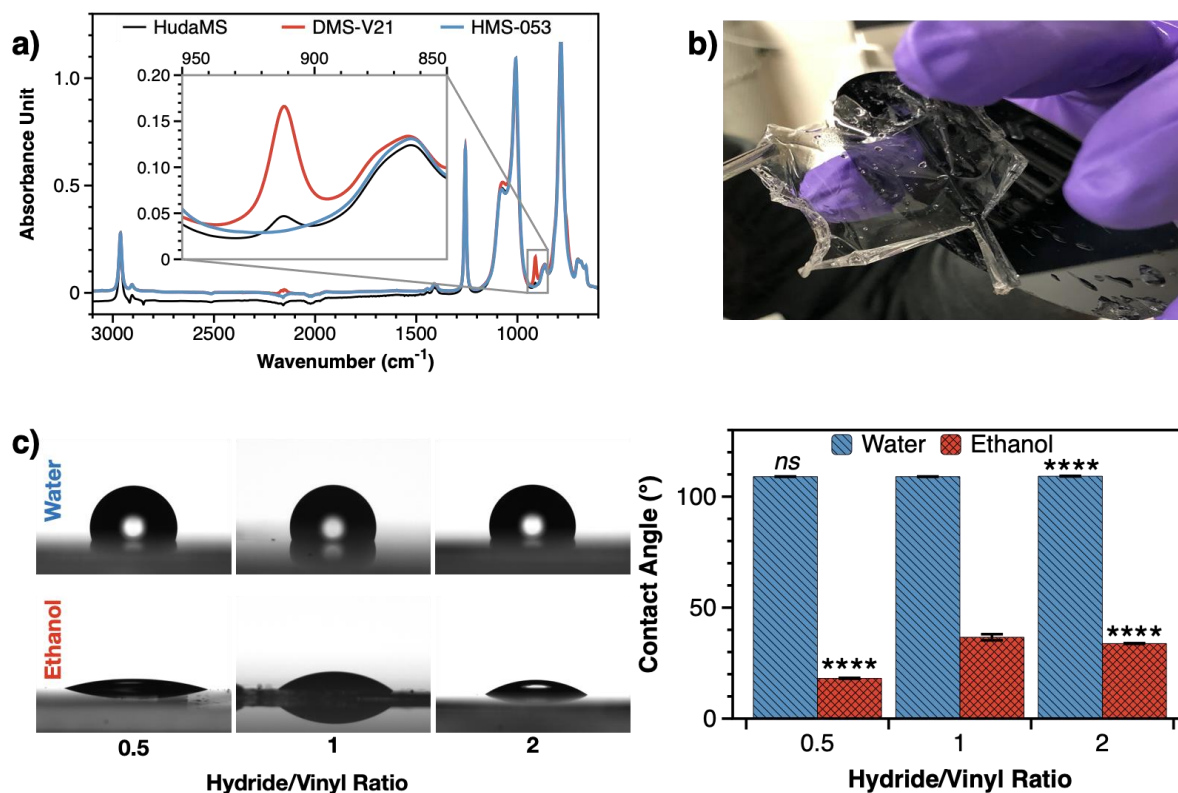 a)
HudaMS DMS-V21 HMS-053
950 900 850
0.20
0.15
0.10
0.05
0
1.0
0.5
0
Absorbance Unit
3000 2500 2000 1500 1000
Wavenumber (cm⁻¹)
b)
c)
Water
Ethanol
0.5 1 2
Hydride/Vinyl Ratio
Water Ethanol
ns
****
****
****
100
50
0
Contact Angle (°)
0.5 1 2
Hydride/Vinyl Ratio